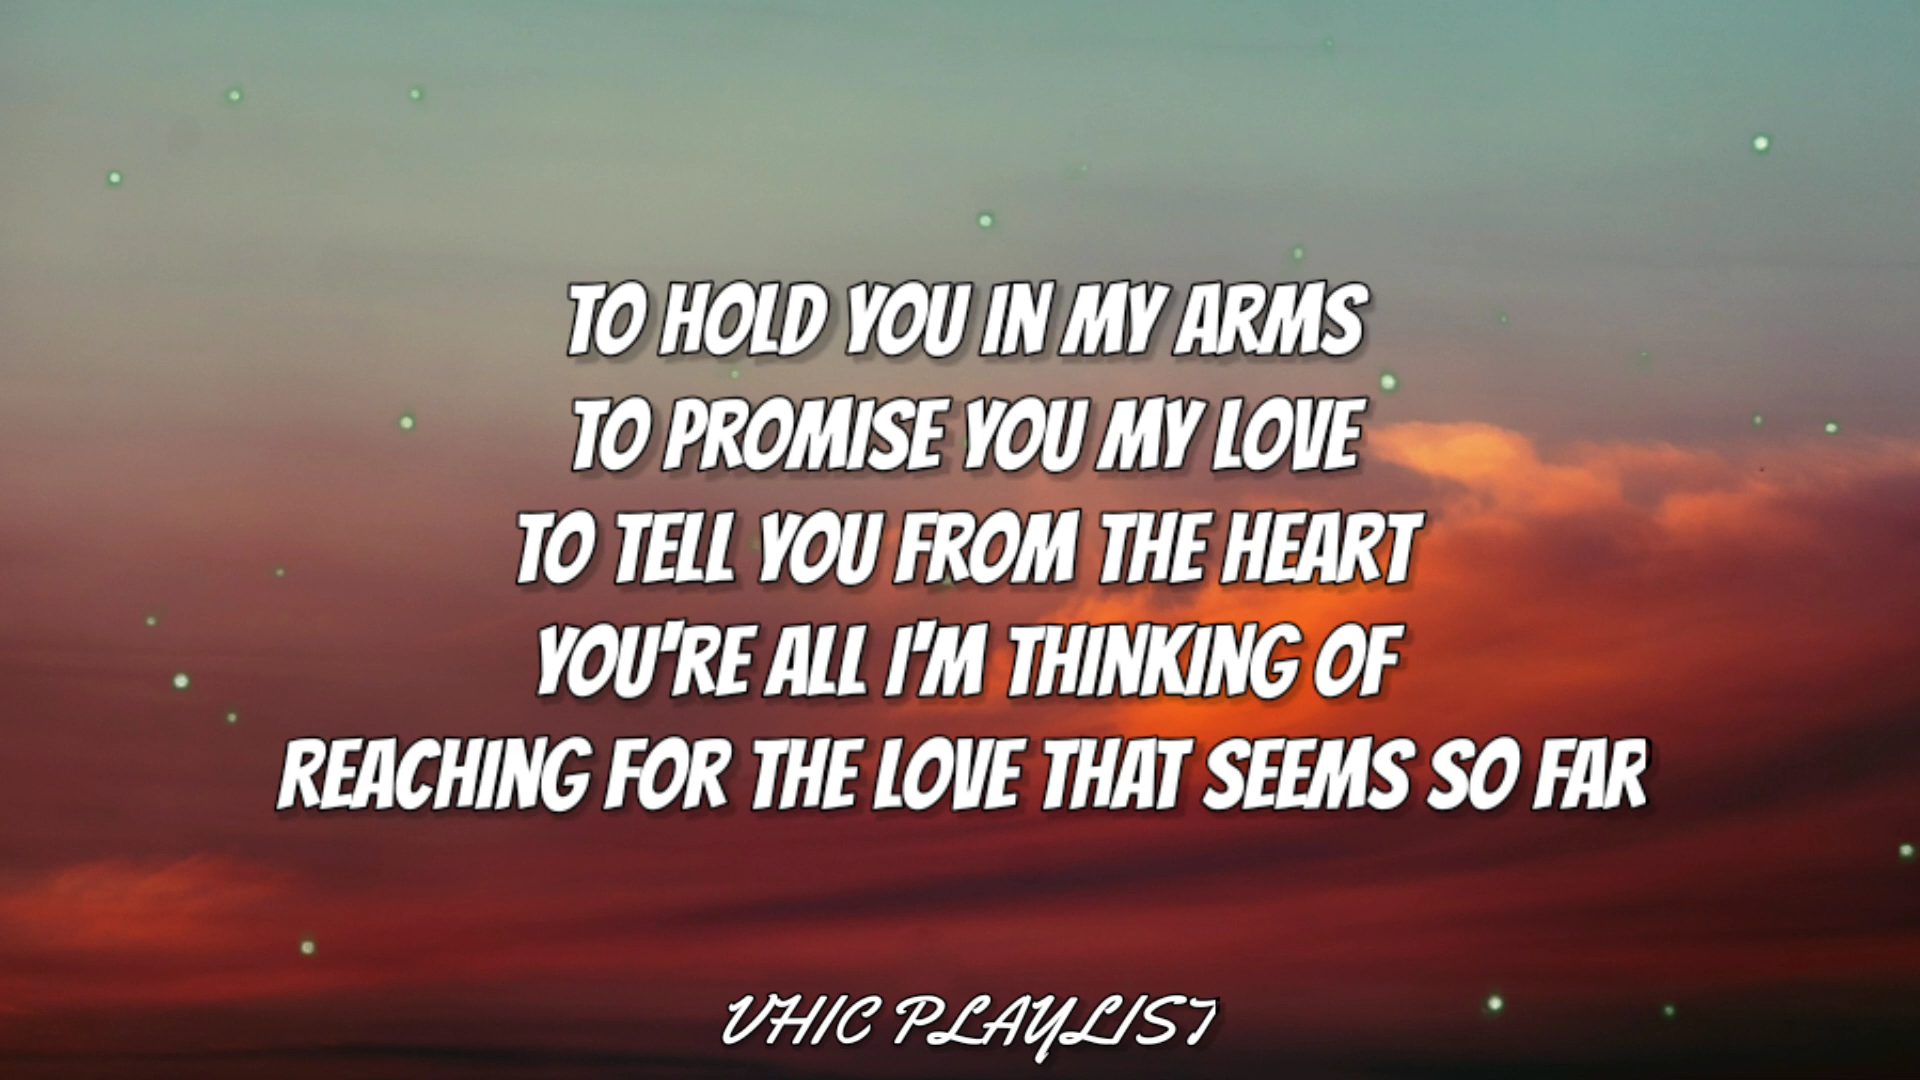 TO HOLD YOU IN MY ARMS
TO PROMISE YOU MY LOVE
TO TELL YOU FROM THE HEART
YOU'RE ALL I'M THINKING OF
REACHING FOR THE LOVE THAT SEEMS SO FAR
VHIC PLAYLIST